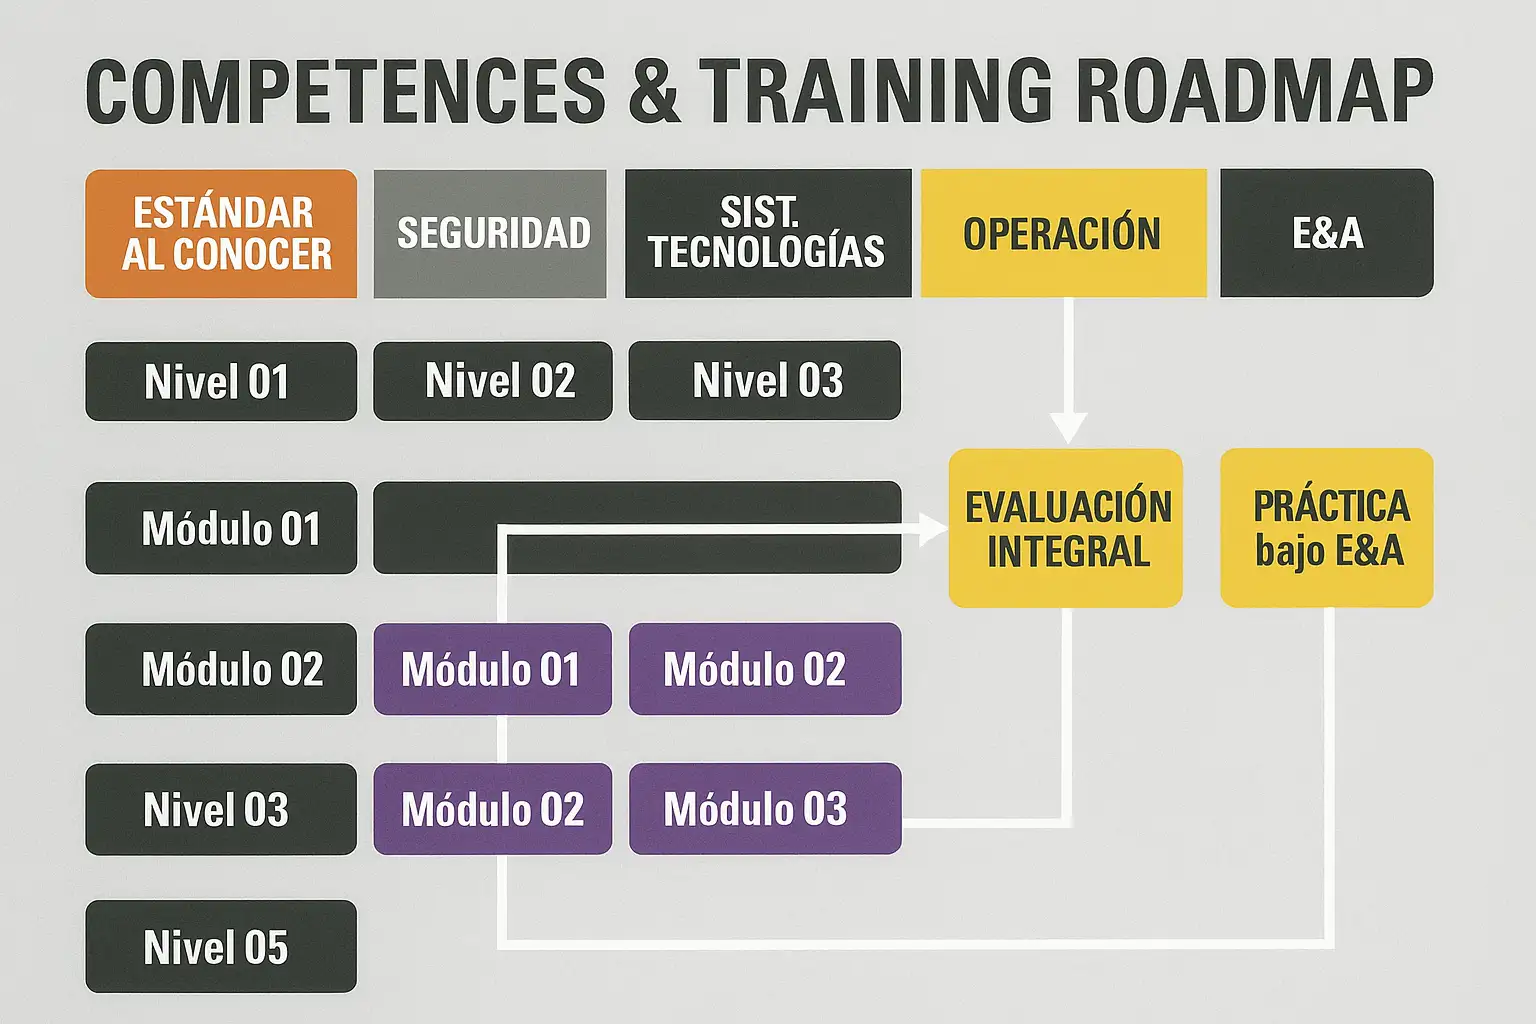 COMPETENCES & TRAINING ROADMAP
ESTÁNDAR
AL CONOCER
SEGURIDAD
SIST.
TECNOLOGÍAS
OPERACIÓN
E&A
Nivel 01
Nivel 02
Nivel 03
Módulo 01
EVALUACIÓN
INTEGRAL
PRÁCTICA
bajo E&A
Módulo 02
Módulo 01
Módulo 02
Nivel 03
Módulo 02
Módulo 03
Nivel 05